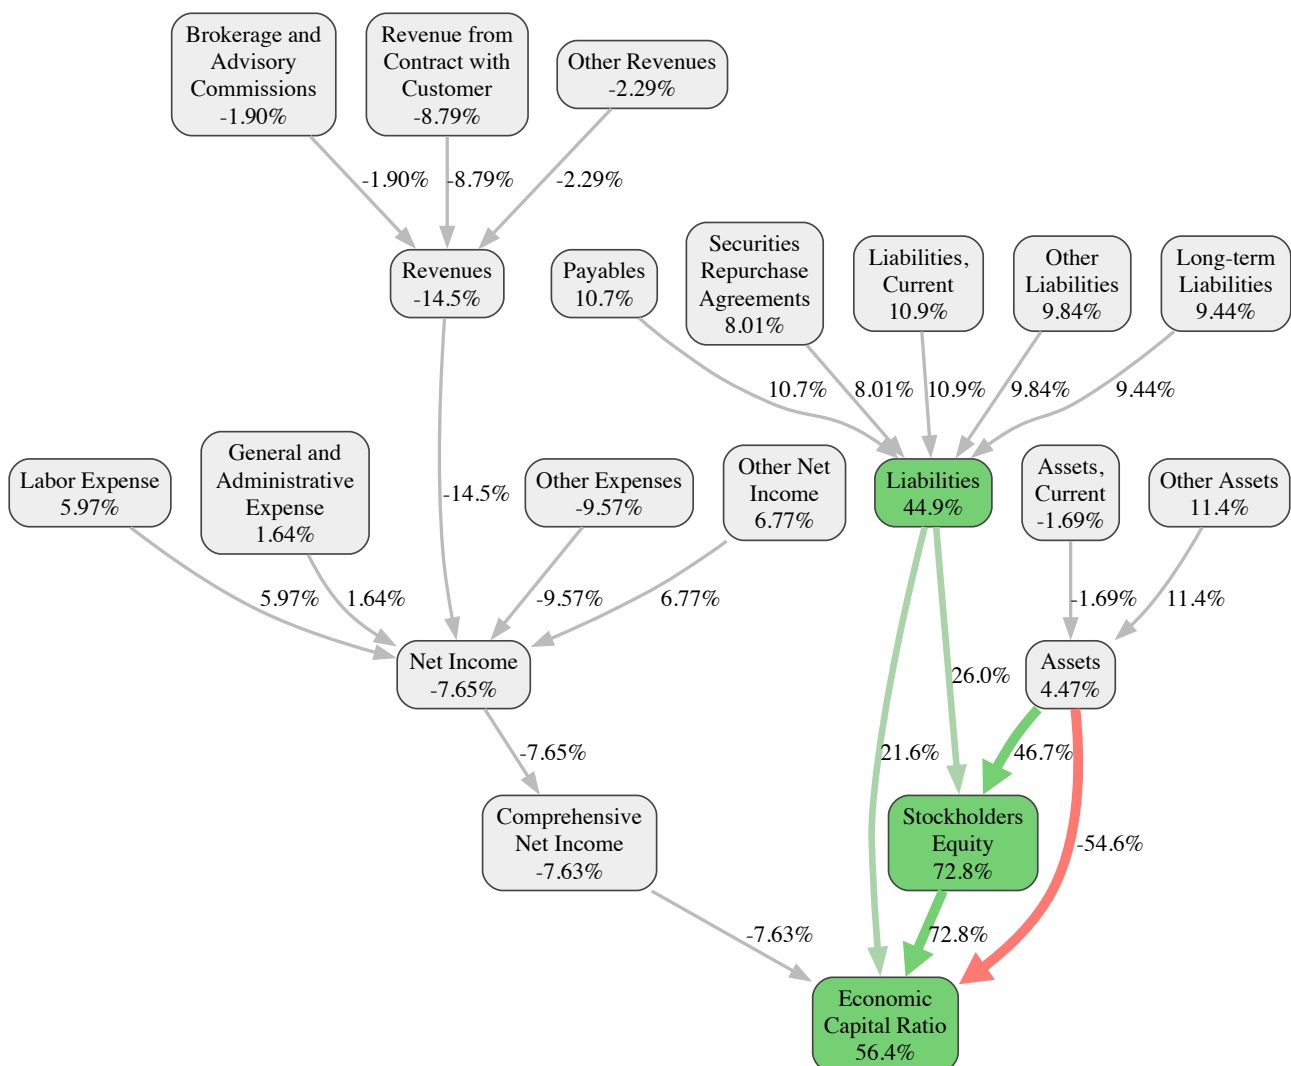 Brokerage and
Advisory
Commissions
-1.90%
Revenue from
Contract with
Customer
-8.79%
Other Revenues
-2.29%
-1.90%
-8.79%
-2.29%
Revenues
-14.5%
Payables
10.7%
Securities
Repurchase
Agreements
8.01%
Liabilities,
Current
10.9%
Other
Liabilities
9.84%
Long-term
Liabilities
9.44%
10.7%
8.01%
10.9%
9.84%
9.44%
Labor Expense
5.97%
General and
Administrative
Expense
1.64%
-14.5%
Other Expenses
-9.57%
Other Net
Income
6.77%
Liabilities
44.9%
Assets,
Current
-1.69%
Other Assets
11.4%
5.97%
1.64%
-9.57%
6.77%
-1.69%
11.4%
Net Income
-7.65%
26.0%
Assets
4.47%
-7.65%
21.6%
46.7%
Comprehensive
Net Income
-7.63%
Stockholders
Equity
72.8%
-54.6%
-7.63%
72.8%
Economic
Capital Ratio
56.4%